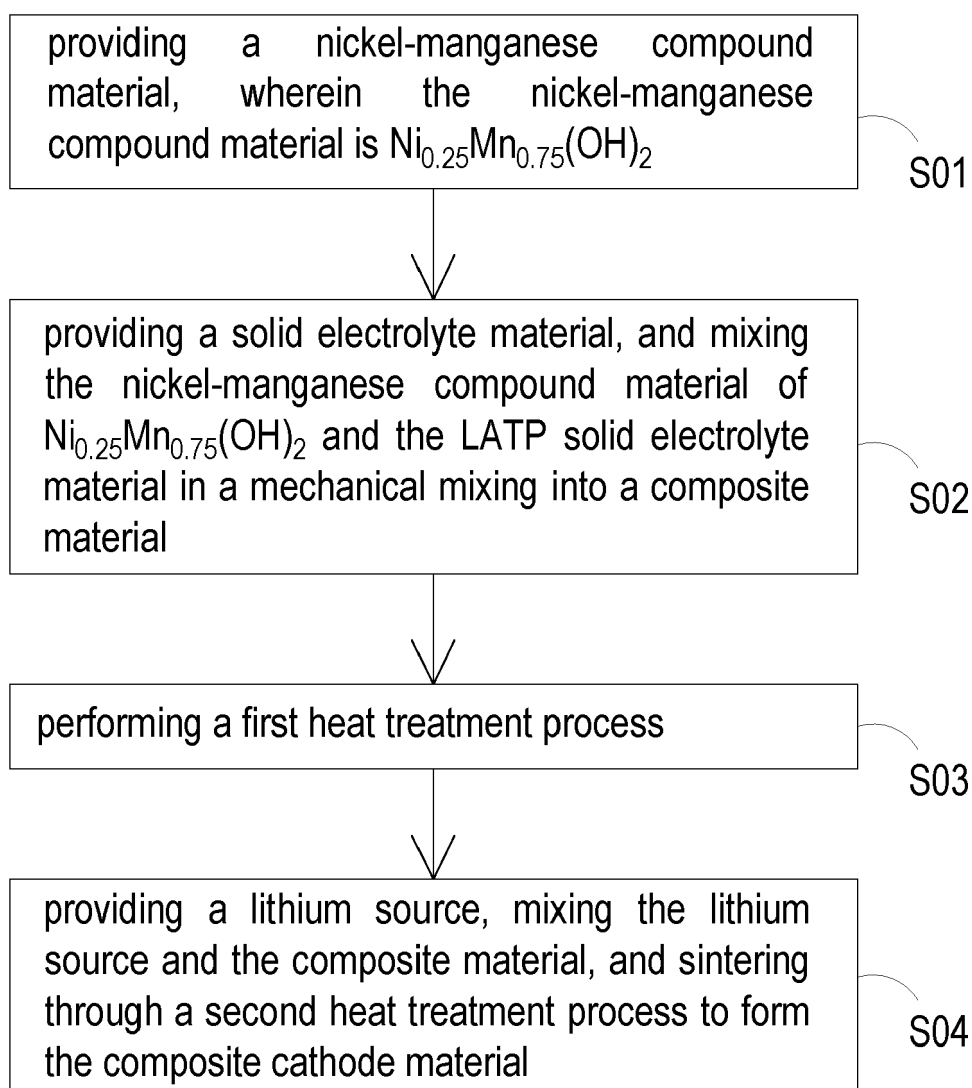 providing a nickel-manganese compound
material, wherein the nickel-manganese
compound material is Ni₀.₂₅Mn₀.₇₅(OH)₂
S01
providing a solid electrolyte material, and mixing
the nickel-manganese compound material of
Ni₀.₂₅Mn₀.₇₅(OH)₂ and the LATP solid electrolyte
material in a mechanical mixing into a composite
material
S02
performing a first heat treatment process
S03
providing a lithium source, mixing the lithium
source and the composite material, and sintering
through a second heat treatment process to form
the composite cathode material
S04